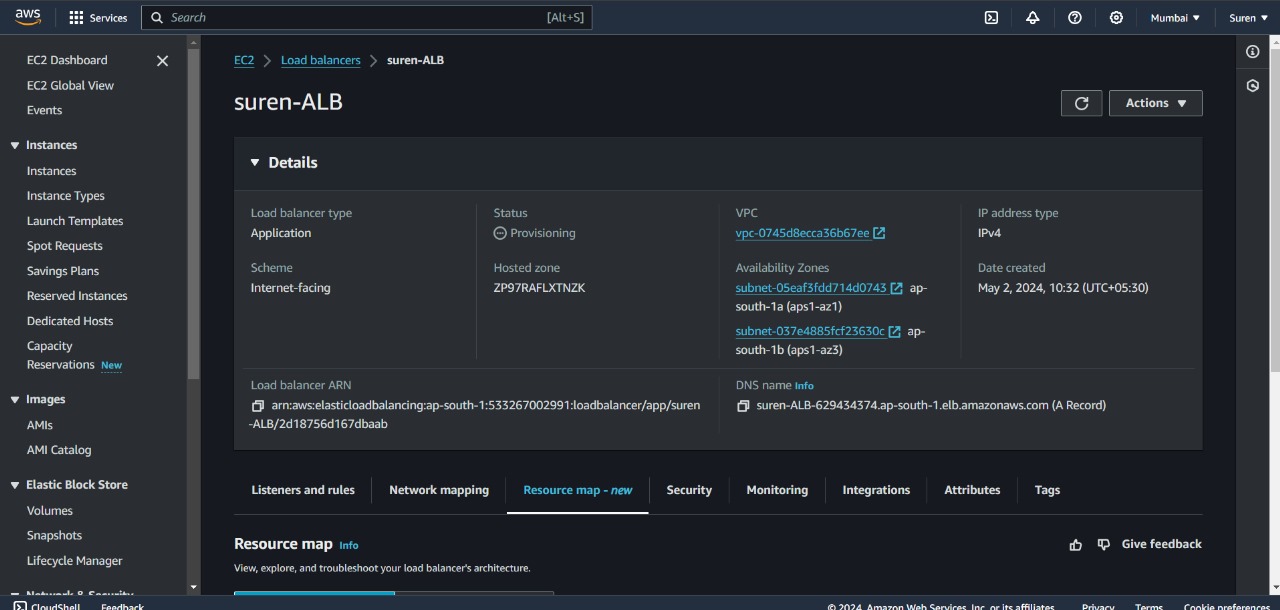 aws
Services
Search
[Alt+S]
Mumbai
Suren
EC2 Dashboard
EC2 Global View
Events
Instances
Instances
Instance Types
Launch Templates
Spot Requests
Savings Plans
Reserved Instances
Dedicated Hosts
Capacity
Reservations New
Images
AMIs
AMI Catalog
Elastic Block Store
Volumes
Snapshots
Lifecycle Manager
Network & Security
EC2 > Load balancers > suren-ALB
suren-ALB
Actions
Details
Load balancer type
Application
Status
Provisioning
VPC
vpc-0745d8ecca36b67ee
IP address type
IPv4
Scheme
Internet-facing
Hosted zone
ZP97RAFLXTNZK
Availability Zones
subnet-05eaf3fdd714d0743 ap-
south-1a (aps1-az1)
subnet-037e4885fcf23630c ap-
south-1b (aps1-az3)
Date created
May 2, 2024, 10:32 (UTC+05:30)
Load balancer ARN
arn:aws:elasticloadbalancing:ap-south-1:533267002991:loadbalancer/app/suren
-ALB/2d18756d167dbaab
DNS name Info
suren-ALB-629434374.ap-south-1.elb.amazonaws.com (A Record)
Listeners and rules
Network mapping
Resource map - new
Security
Monitoring
Integrations
Attributes
Tags
Resource map Info
Give feedback
View, explore, and troubleshoot your load balancer's architecture.
CloudShell
Feedback
© 2024, Amazon Web Services, Inc. or its affiliates.
Privacy
Terms
Cookie preferences